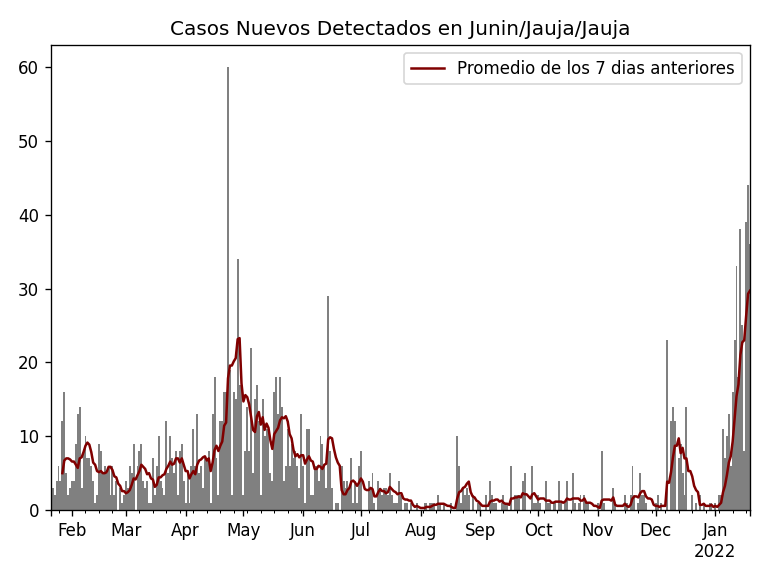 Casos Nuevos Detectados en Junin/Jauja/Jauja
Promedio de los 7 dias anteriores
60
50
40
30
20
10
0
Feb Mar Apr May Jun Jul Aug Sep Oct Nov Dec Jan
2022